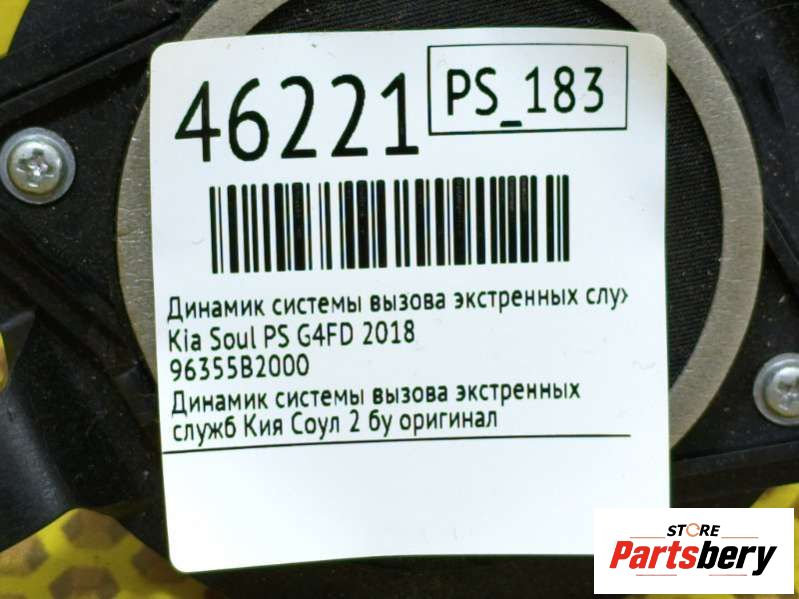 46221
PS_183
Динамик системы вызова экстренных слу
Kia Soul PS G4FD 2018
96355B2000
Динамик системы вызова экстренных
служб Кия Соул 2 бу оригинал
STORE
Partsbery